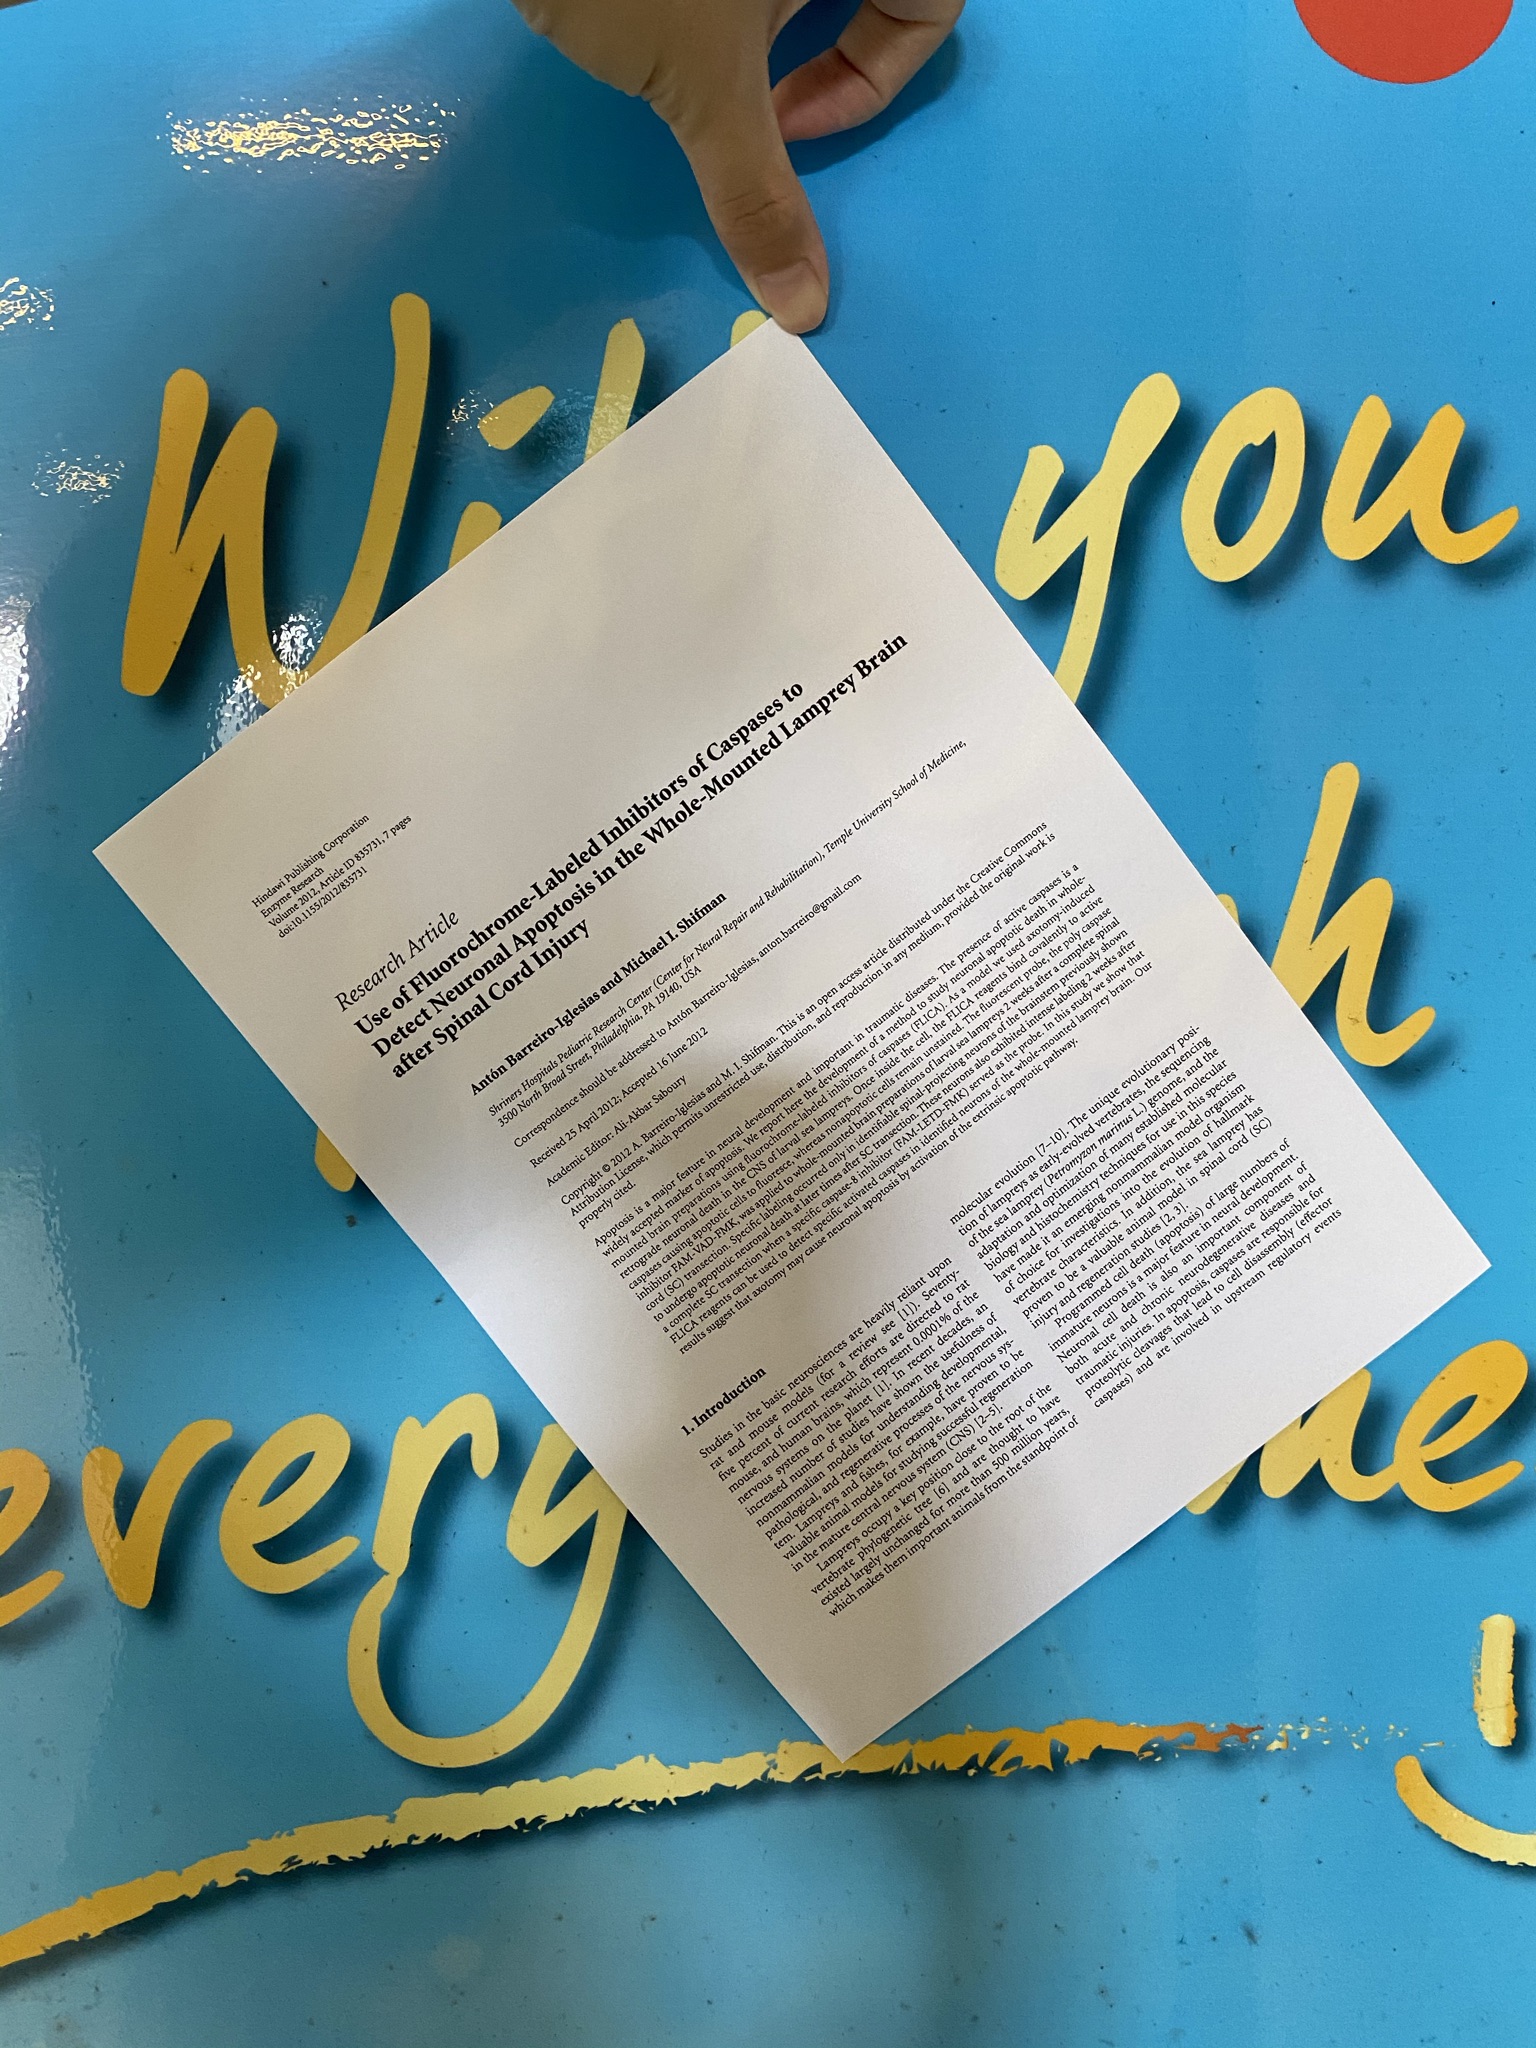 Will you
h
every me
Hindawi Publishing Corporation
Enzyme Research
Volume 2012, Article ID 835731, 7 pages
doi:10.1155/2012/835731
Research Article
Use of Fluorochrome-Labeled Inhibitors of Caspases to
Detect Neuronal Apoptosis in the Whole-Mounted Lamprey Brain
after Spinal Cord Injury
Antón Barreiro-Iglesias and Michael I. Shifman
Shriners Hospitals Pediatric Research Center (Center for Neural Repair and Rehabilitation), Temple University School of Medicine,
3500 North Broad Street, Philadelphia, PA 19140, USA
Correspondence should be addressed to Antón Barreiro-Iglesias, anton.barreiro@gmail.com
Received 25 April 2012; Accepted 16 June 2012
Academic Editor: Ali-Akbar Saboury
Copyright © 2012 A. Barreiro-Iglesias and M. I. Shifman. This is an open access article distributed under the Creative Commons
Attribution License, which permits unrestricted use, distribution, and reproduction in any medium, provided the original work is
properly cited.
Apoptosis is a major feature in neural development and important in traumatic diseases. The presence of active caspases is a
widely accepted marker of apoptosis. We report here the development of a method to study neuronal apoptotic death in whole-
mounted brain preparations using fluorochrome-labeled inhibitors of caspases (FLICA). As a model we used axotomy-induced
retrograde neuronal death in the CNS of larval sea lampreys. Once inside the cell, the FLICA reagents bind covalently to active
caspases causing apoptotic cells to fluoresce, whereas nonapoptotic cells remain unstained. The fluorescent probe, the poly caspase
inhibitor FAM-VAD-FMK, was applied to whole-mounted brain preparations of larval sea lampreys 2 weeks after a complete spinal
cord (SC) transection. Specific labeling occurred only in identifiable spinal-projecting neurons of the brainstem previously shown
to undergo apoptotic neuronal death at later times after SC transection. These neurons also exhibited intense labeling 2 weeks after
a complete SC transection when a specific caspase-8 inhibitor (FAM-LETD-FMK) served as the probe. In this study we show that
FLICA reagents can be used to detect specific activated caspases in identified neurons of the whole-mounted lamprey brain. Our
results suggest that axotomy may cause neuronal apoptosis by activation of the extrinsic apoptotic pathway.
1. Introduction
Studies in the basic neurosciences are heavily reliant upon
rat and mouse models (for a review see [1]). Seventy-
five percent of current research efforts are directed to rat
mouse, and human brains, which represent 0.0001% of the
nervous systems on the planet [1]. In recent decades, an
increased number of studies have shown the usefulness of
nonmammalian models for understanding developmental,
pathological, and regenerative processes of the nervous sys-
tem. Lampreys and fishes, for example, have proven to be
valuable animal models for studying successful regeneration
in the mature central nervous system (CNS) [2–5].
Lampreys occupy a key position close to the root of the
vertebrate phylogenetic tree [6] and are thought to have
existed largely unchanged for more than 500 million years,
which makes them important animals from the standpoint of
molecular evolution [7–10]. The unique evolutionary posi-
tion of lampreys as early-evolved vertebrates, the sequencing
of the sea lamprey (Petromyzon marinus L.) genome, and the
adaptation and optimization of many established molecular
biology and histochemistry techniques for use in this species
have made it an emerging nonmammalian model organism
of choice for investigations into the evolution of hallmark
vertebrate characteristics. In addition, the sea lamprey has
proven to be a valuable animal model in spinal cord (SC)
injury and regeneration studies [2, 3].
Programmed cell death (apoptosis) of large numbers of
immature neurons is a major feature in neural development.
Neuronal cell death is also an important component of
both acute and chronic neurodegenerative diseases and
traumatic injuries. In apoptosis, caspases are responsible for
proteolytic cleavages that lead to cell disassembly (effector
caspases) and are involved in upstream regulatory events